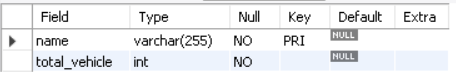 Field Type Null Key Default Extra
name varchar(255) NO PRI NULL
total_vehicle int NO NULL